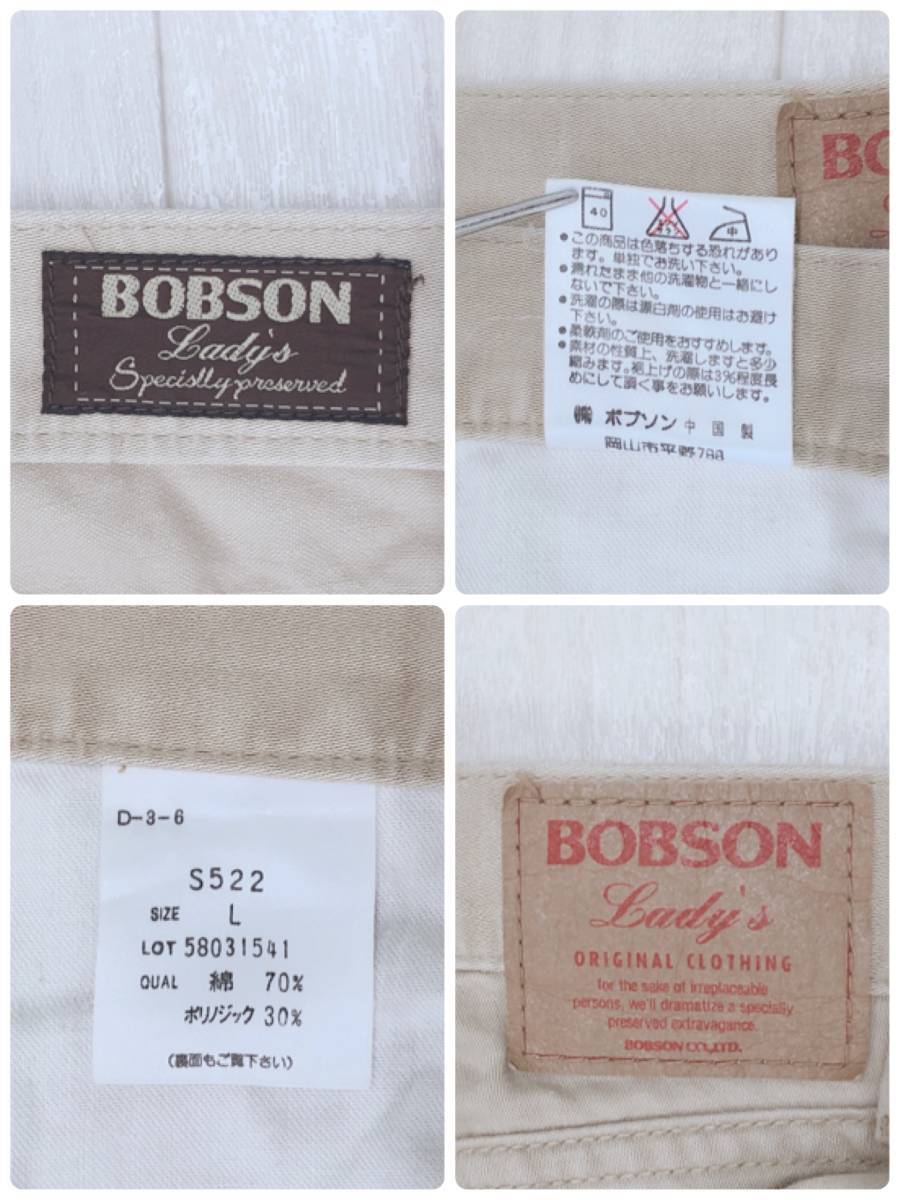 BOBSON
Lady's
Specislly preserved
BO
40
中
●この商品は色落ちする恐れがあり
ます。単独でお洗い下さい。
●濡れたまま他の洗濯物と一緒にし
ないで下さい。
●洗濯の際は漂白剤の使用はお避け
下さい。
●柔軟剤のご使用をおすすめします。
●素材の性質上、洗濯しますと多少
縮みます。裾上げの際は3%程度長
めにして頂く事をお願いします。
㈱ ボブソン 中国製
岡山市平野788
D-3-6
S522
SIZE L
LOT 58031541
QUAL 綿 70%
ポリノジック 30%
(裏面もご覧下さい)
BOBSON
Lady's
ORIGINAL CLOTHING
for the sake of irreplaceable
persons, we'll dramatize a specially
preserved extravagance.
BOBSON CO.,LTD.